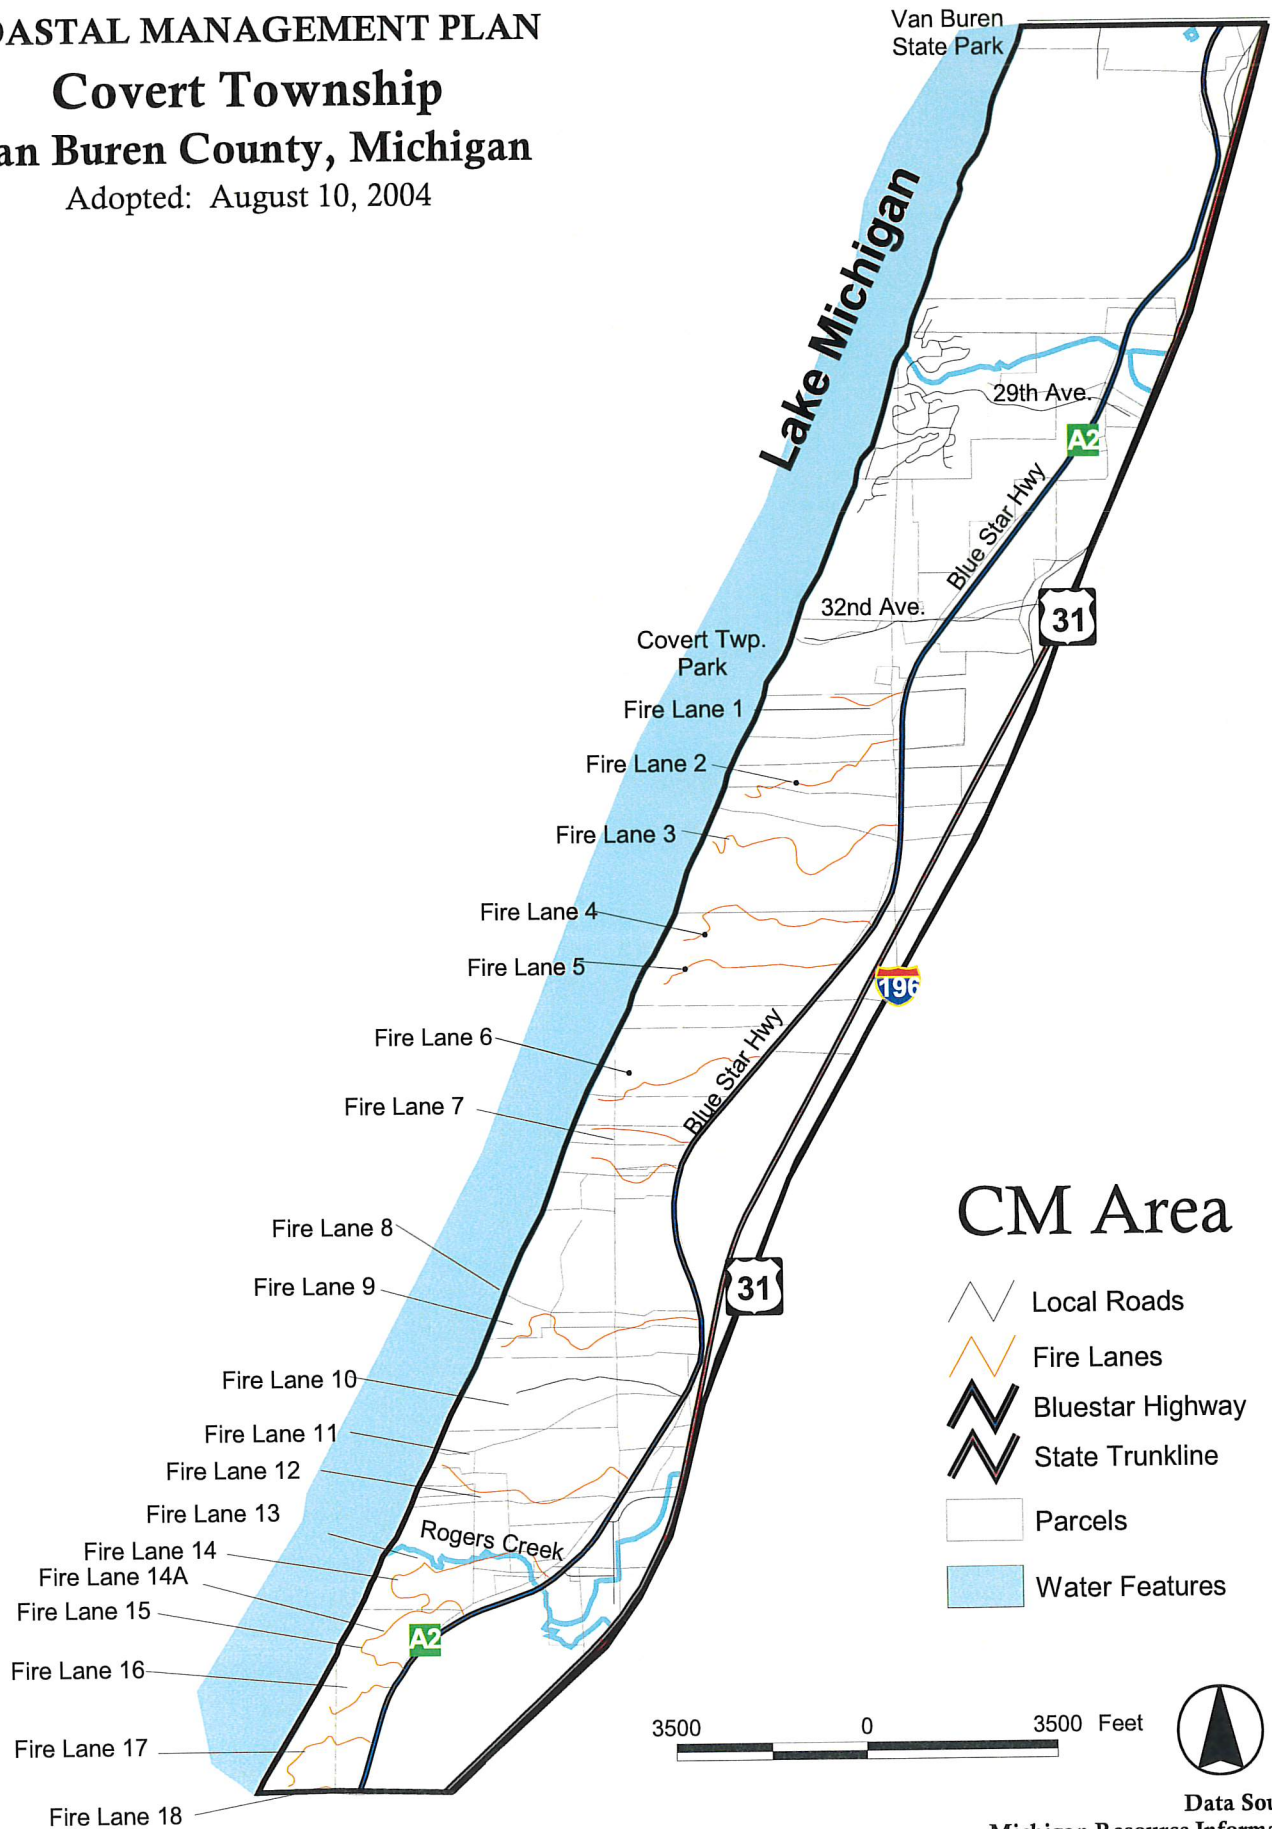 COASTAL MANAGEMENT PLAN
Covert Township
Van Buren County, Michigan
Adopted: August 10, 2004
Van Buren
State Park
Lake Michigan
29th Ave.
A2
Blue Star Hwy
32nd Ave.
31
Covert Twp.
Park
Fire Lane 1
Fire Lane 2
Fire Lane 3
Fire Lane 4
Fire Lane 5
196
Fire Lane 6
Blue Star Hwy
Fire Lane 7
Fire Lane 8
Fire Lane 9
31
Fire Lane 10
Fire Lane 11
Fire Lane 12
Fire Lane 13
Rogers Creek
Fire Lane 14
Fire Lane 14A
Fire Lane 15
A2
Fire Lane 16
Fire Lane 17
Fire Lane 18
CM Area
Local Roads
Fire Lanes
Bluestar Highway
State Trunkline
Parcels
Water Features
3500 0 3500 Feet
Data Sou
Michigan Resource Informa